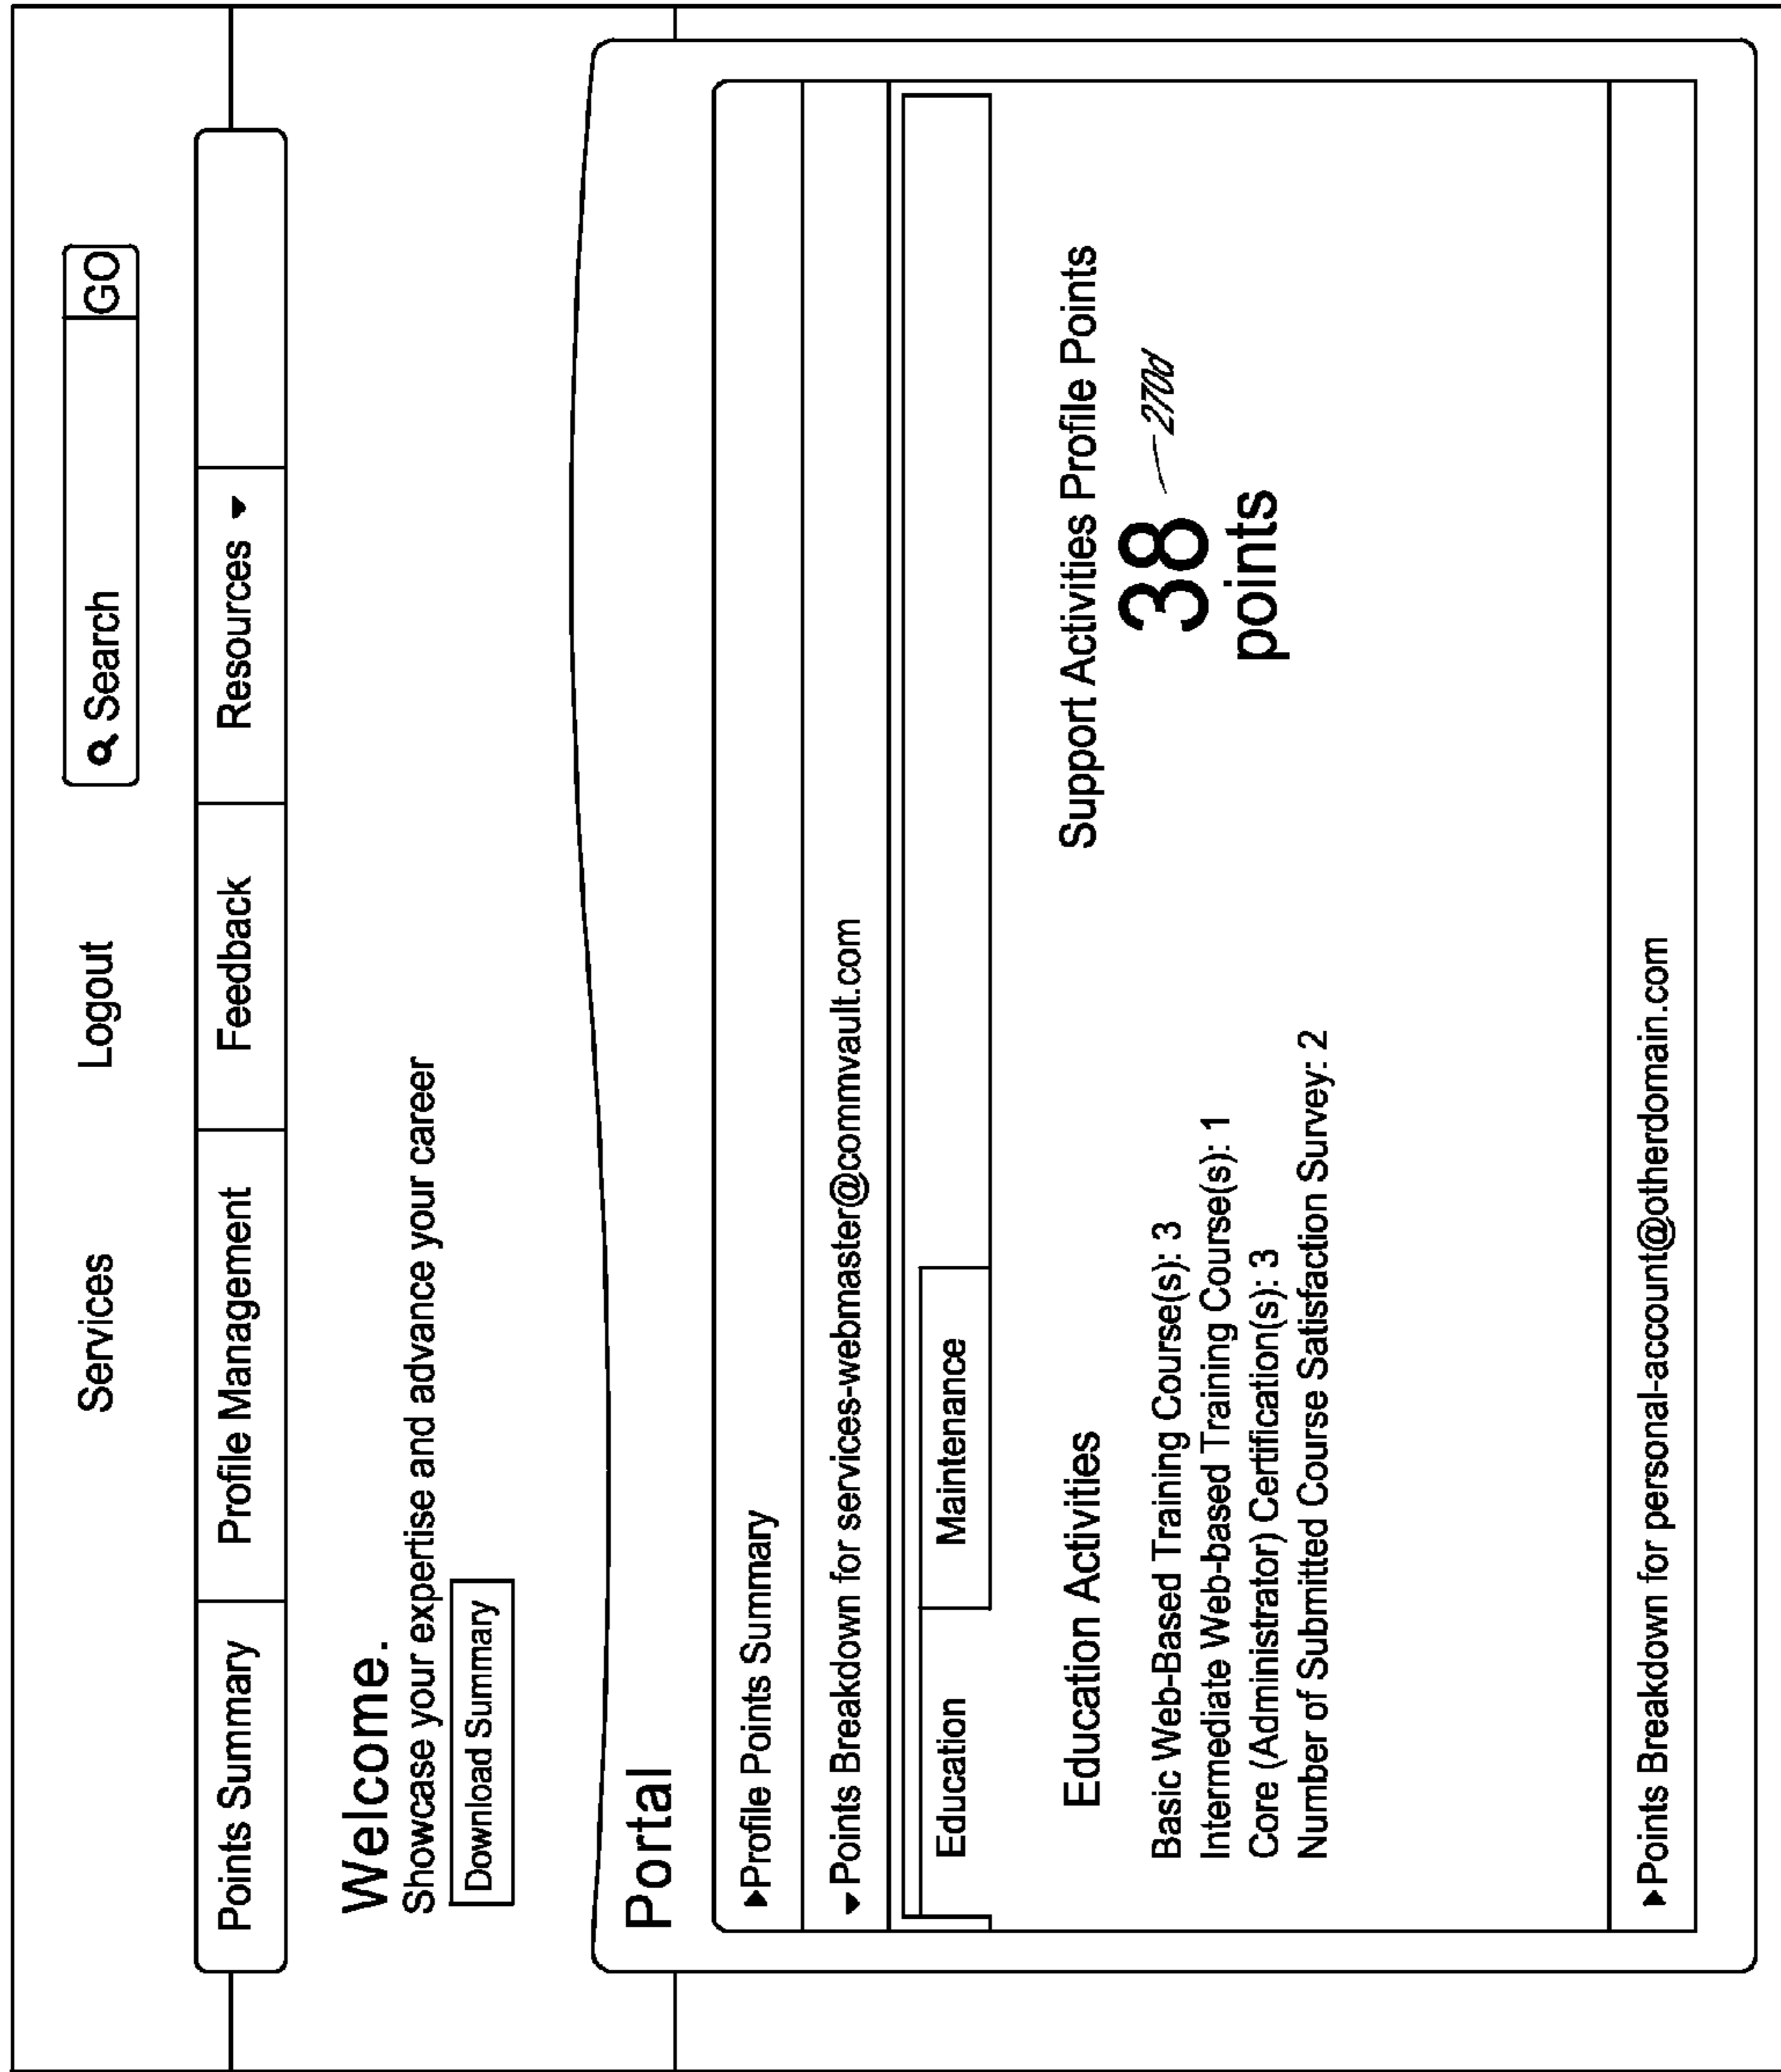 Services Logout Search GO
Points Summary Profile Management Feedback Resources
Welcome.
Showcase your expertise and advance your career
Download Summary
Portal
Profile Points Summary
Points Breakdown for services-webmaster@commvault.com
Education Maintenance
Education Activities
Basic Web-Based Training Course(s): 3
Intermediate Web-based Training Course(s): 1
Core (Administrator) Certification(s): 3
Number of Submitted Course Satisfaction Survey: 2
Support Activities Profile Points
38 270d
points
Points Breakdown for personal-account@otherdomain.com